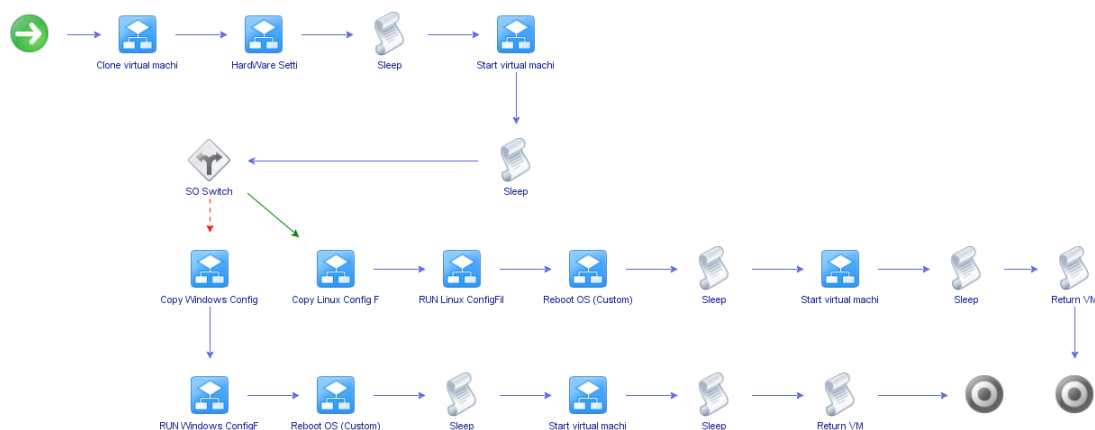 Clone virtual machi
HardWare Setti
Sleep
Start virtual machi
SO Switch
Sleep
Copy Windows Config
Copy Linux Config F
RUN Linux ConfigFil
Reboot OS (Custom)
Sleep
Start virtual machi
Sleep
Return VM
RUN Windows ConfigF
Reboot OS (Custom)
Sleep
Start virtual machi
Sleep
Return VM